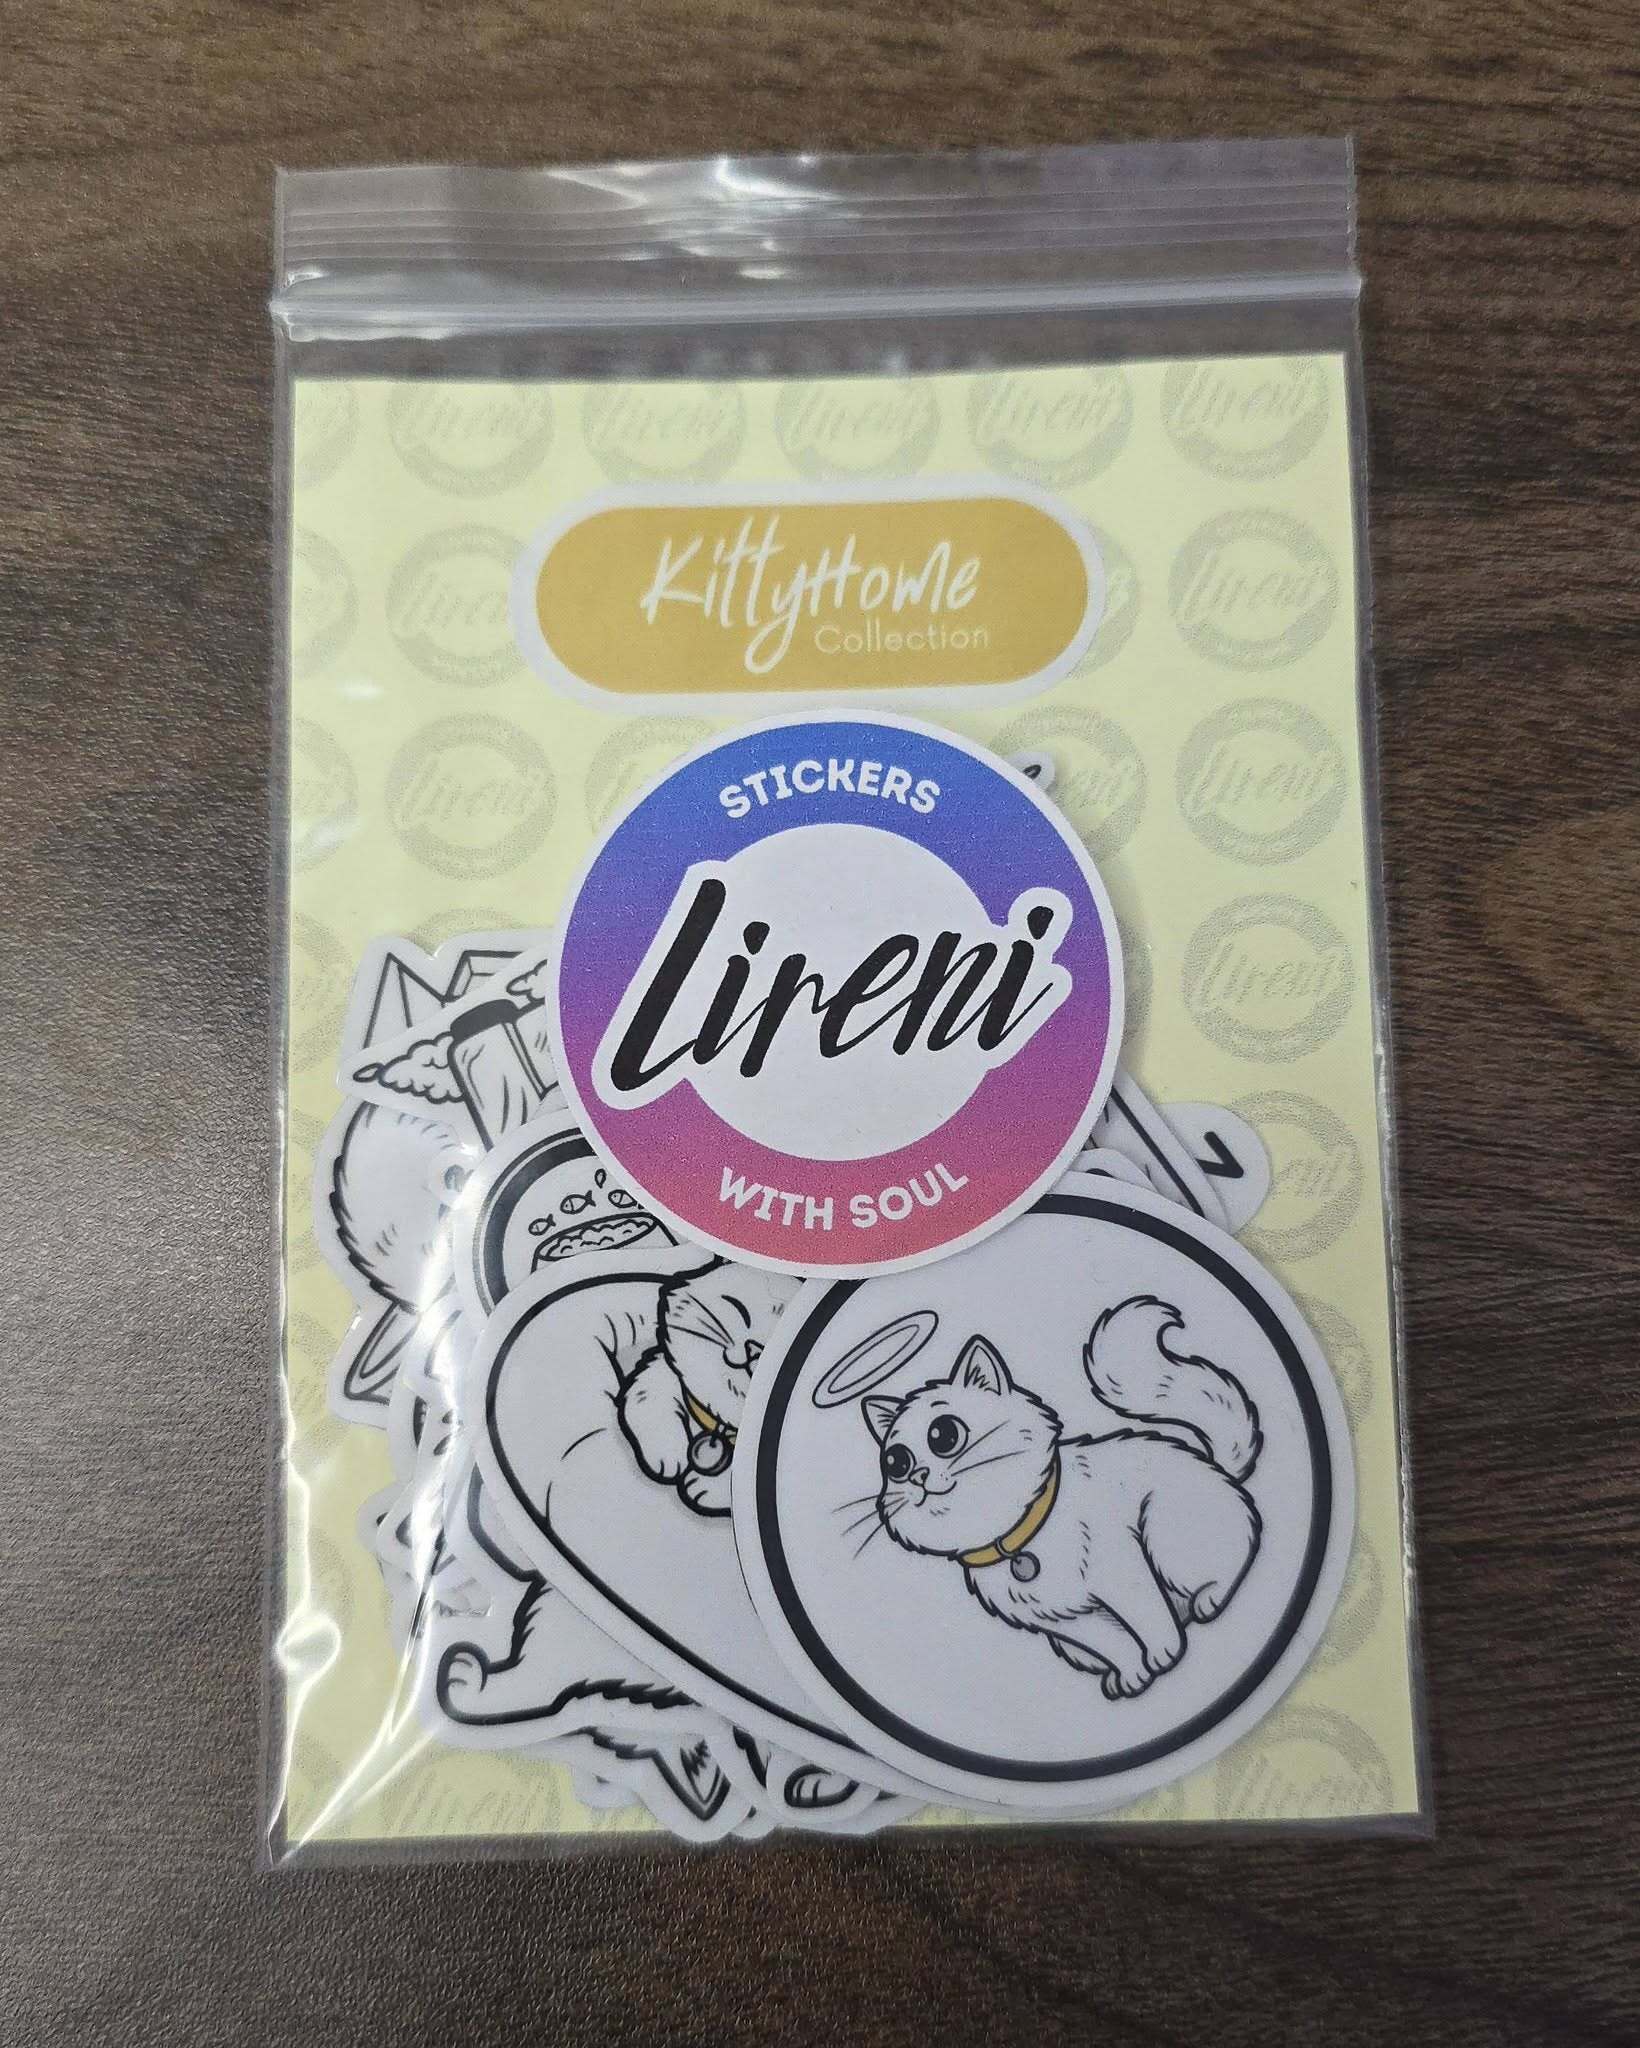 KittyHome
Collection
STICKERS
Lireni
WITH SOUL